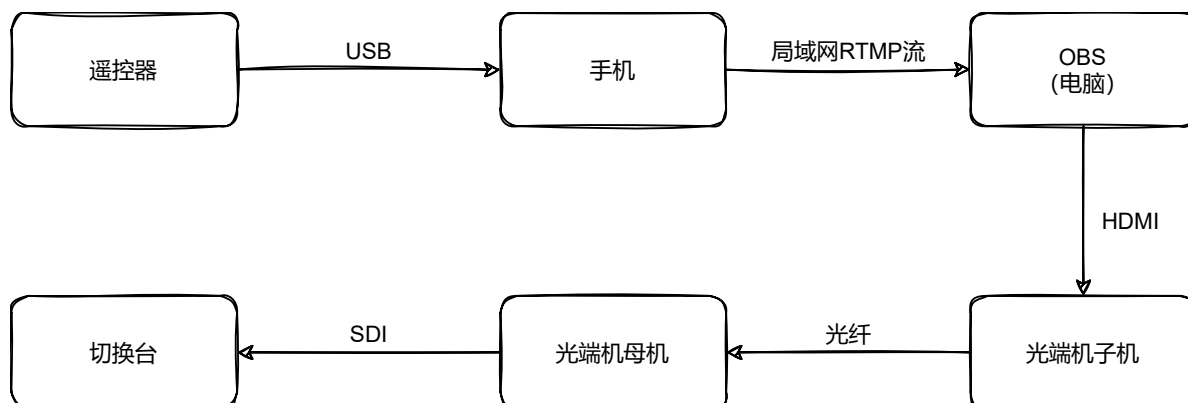 遥控器
USB
手机
局域网RTMP流
OBS
(电脑)
HDMI
切换台
SDI
光端机母机
光纤
光端机子机